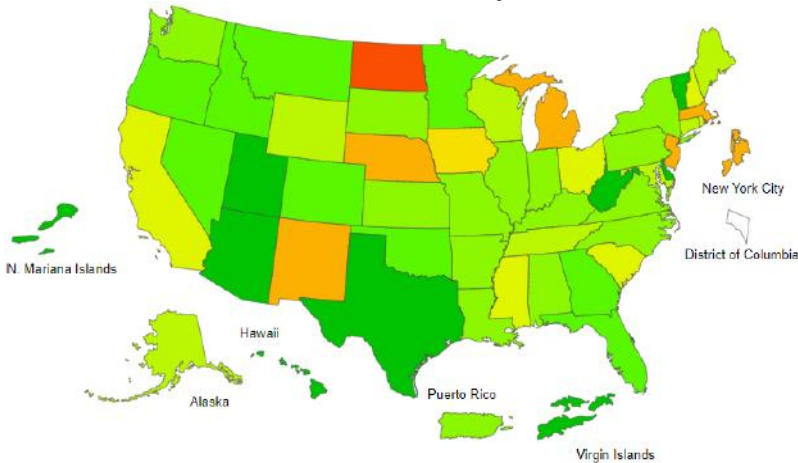 New York City
District of Columbia
N. Mariana Islands
Hawaii
Alaska
Puerto Rico
Virgin Islands